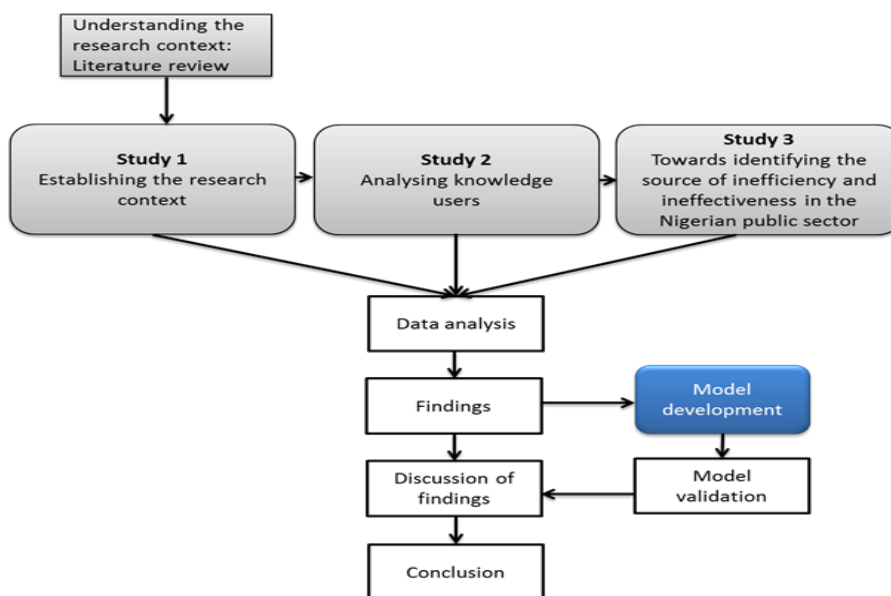 Understanding the
research context:
Literature review
Study 1
Establishing the research
context
Study 2
Analysing knowledge
users
Study 3
Towards identifying the
source of inefficiency and
ineffectiveness in the
Nigerian public sector
Data analysis
Findings
Model
development
Discussion of
findings
Model
validation
Conclusion